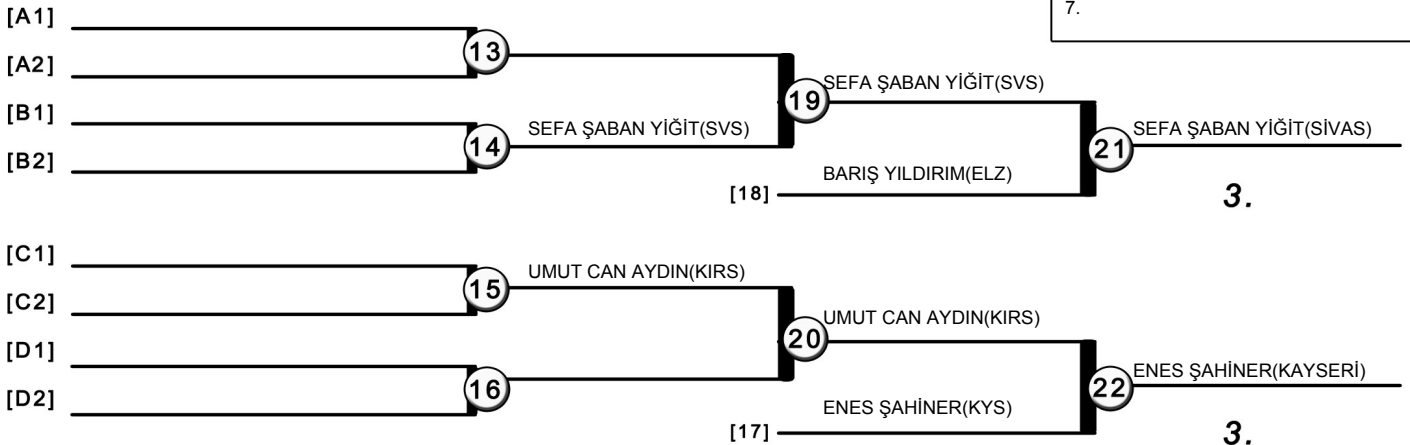 7.
[A1]
13
[A2]
SEFA ŞABAN YİĞİT(SVS)
19
[B1]
SEFA ŞABAN YİĞİT(SVS)
14
SEFA ŞABAN YİĞİT(SİVAS)
21
[B2]
BARIŞ YILDIRIM(ELZ)
[18]
3.
[C1]
UMUT CAN AYDIN(KIRS)
15
[C2]
UMUT CAN AYDIN(KIRS)
20
[D1]
ENES ŞAHİNER(KAYSERİ)
22
16
[D2]
ENES ŞAHİNER(KYS)
[17]
3.